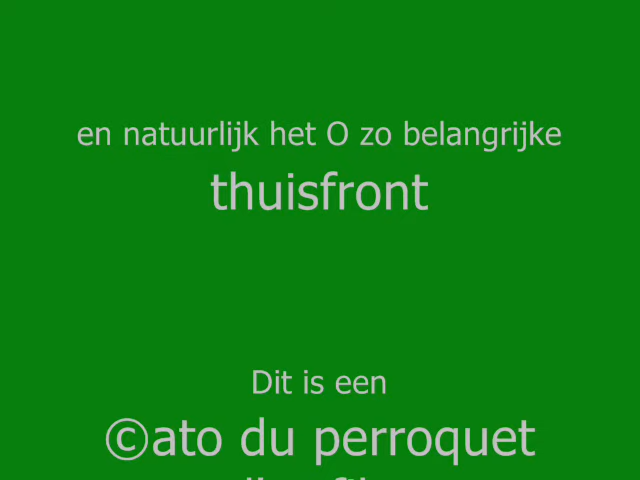 en natuurlijk het O zo belangrijke
thuisfront
Dit is een
©ato du perroquet